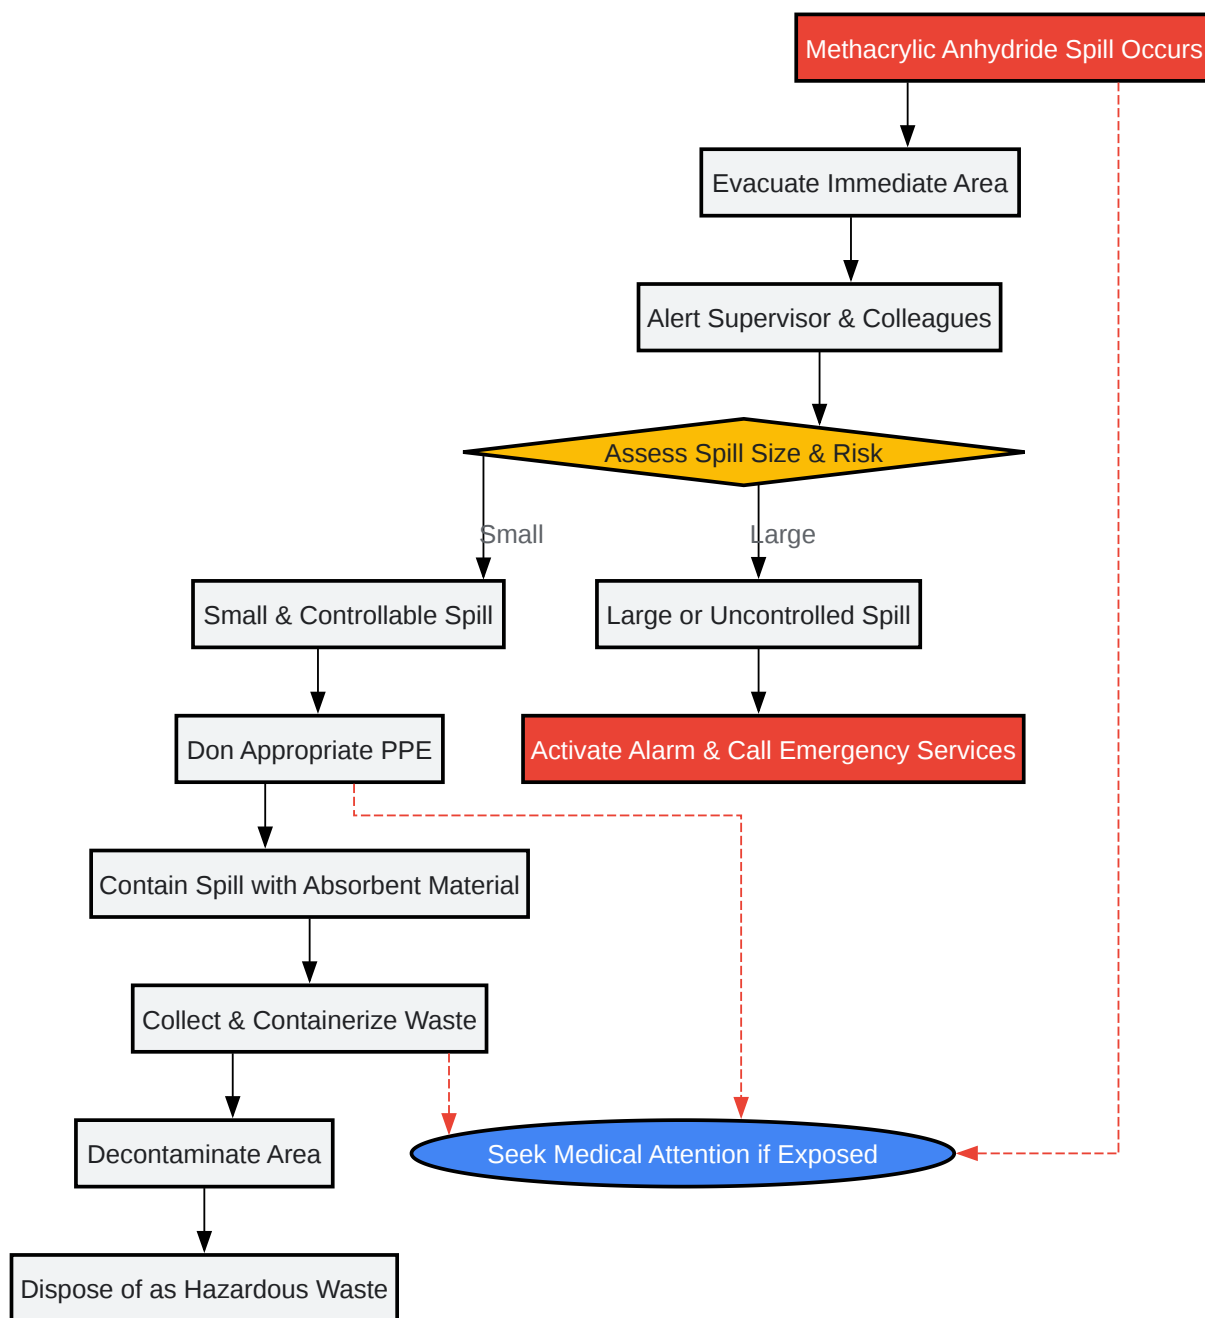 Methacrylic Anhydride Spill Occurs
Evacuate Immediate Area
Alert Supervisor & Colleagues
Assess Spill Size & Risk
Small
Large
Small & Controllable Spill
Large or Uncontrolled Spill
Don Appropriate PPE
Activate Alarm & Call Emergency Services
Contain Spill with Absorbent Material
Collect & Containerize Waste
Decontaminate Area
Seek Medical Attention if Exposed
Dispose of as Hazardous Waste